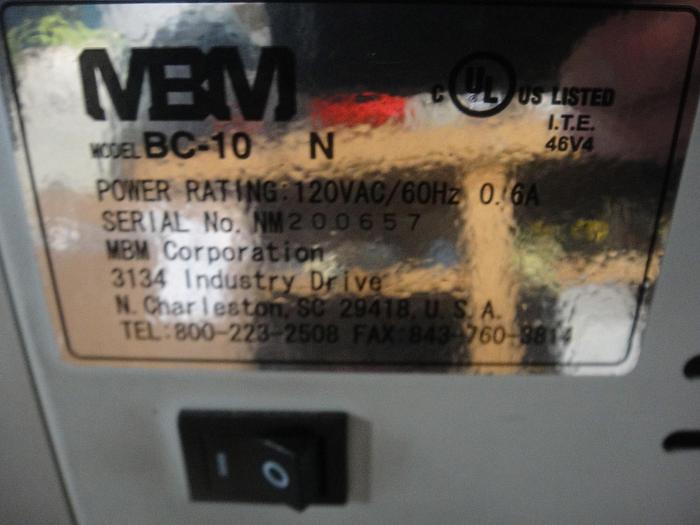 MBM
C UL US LISTED
I.T.E.
46V4
MODEL BC-10 N
POWER RATING:120VAC/60Hz 0.6A
SERIAL No. NM200657
MBM Corporation
3134 Industry Drive
N. Charleston, SC 29418, U.S.A.
TEL:800-223-2508 FAX:843-760-3814